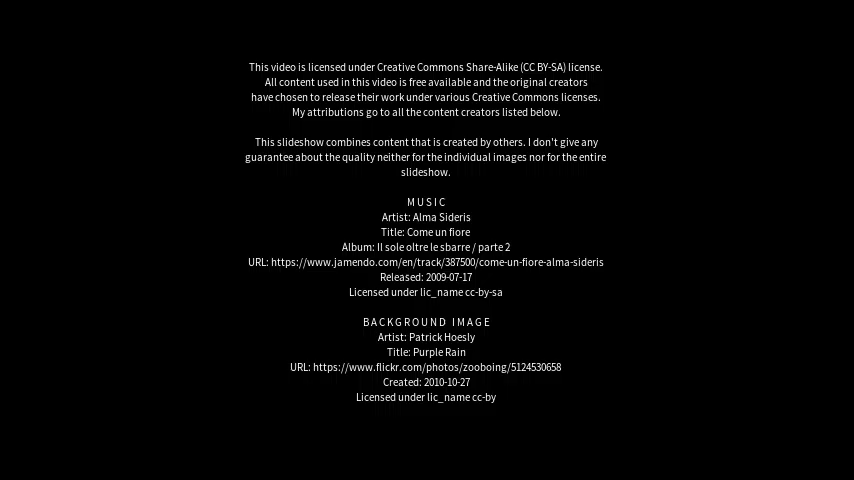 This video is licensed under Creative Commons Share-Alike (CC BY-SA) license.
All content used in this video is free available and the original creators
have chosen to release their work under various Creative Commons licenses.
My attributions go to all the content creators listed below.
This slideshow combines content that is created by others. I don't give any
guarantee about the quality neither for the individual images nor for the entire
slideshow.
MUSIC
Artist: Alma Sideris
Title: Come un fiore
Album: Il sole oltre le sbarre / parte 2
URL: https://www.jamendo.com/en/track/387500/come-un-fiore-alma-sideris
Released: 2009-07-17
Licensed under lic_name cc-by-sa
BACKGROUND IMAGE
Artist: Patrick Hoesly
Title: Purple Rain
URL: https://www.flickr.com/photos/zooboing/5124530658
Created: 2010-10-27
Licensed under lic_name cc-by